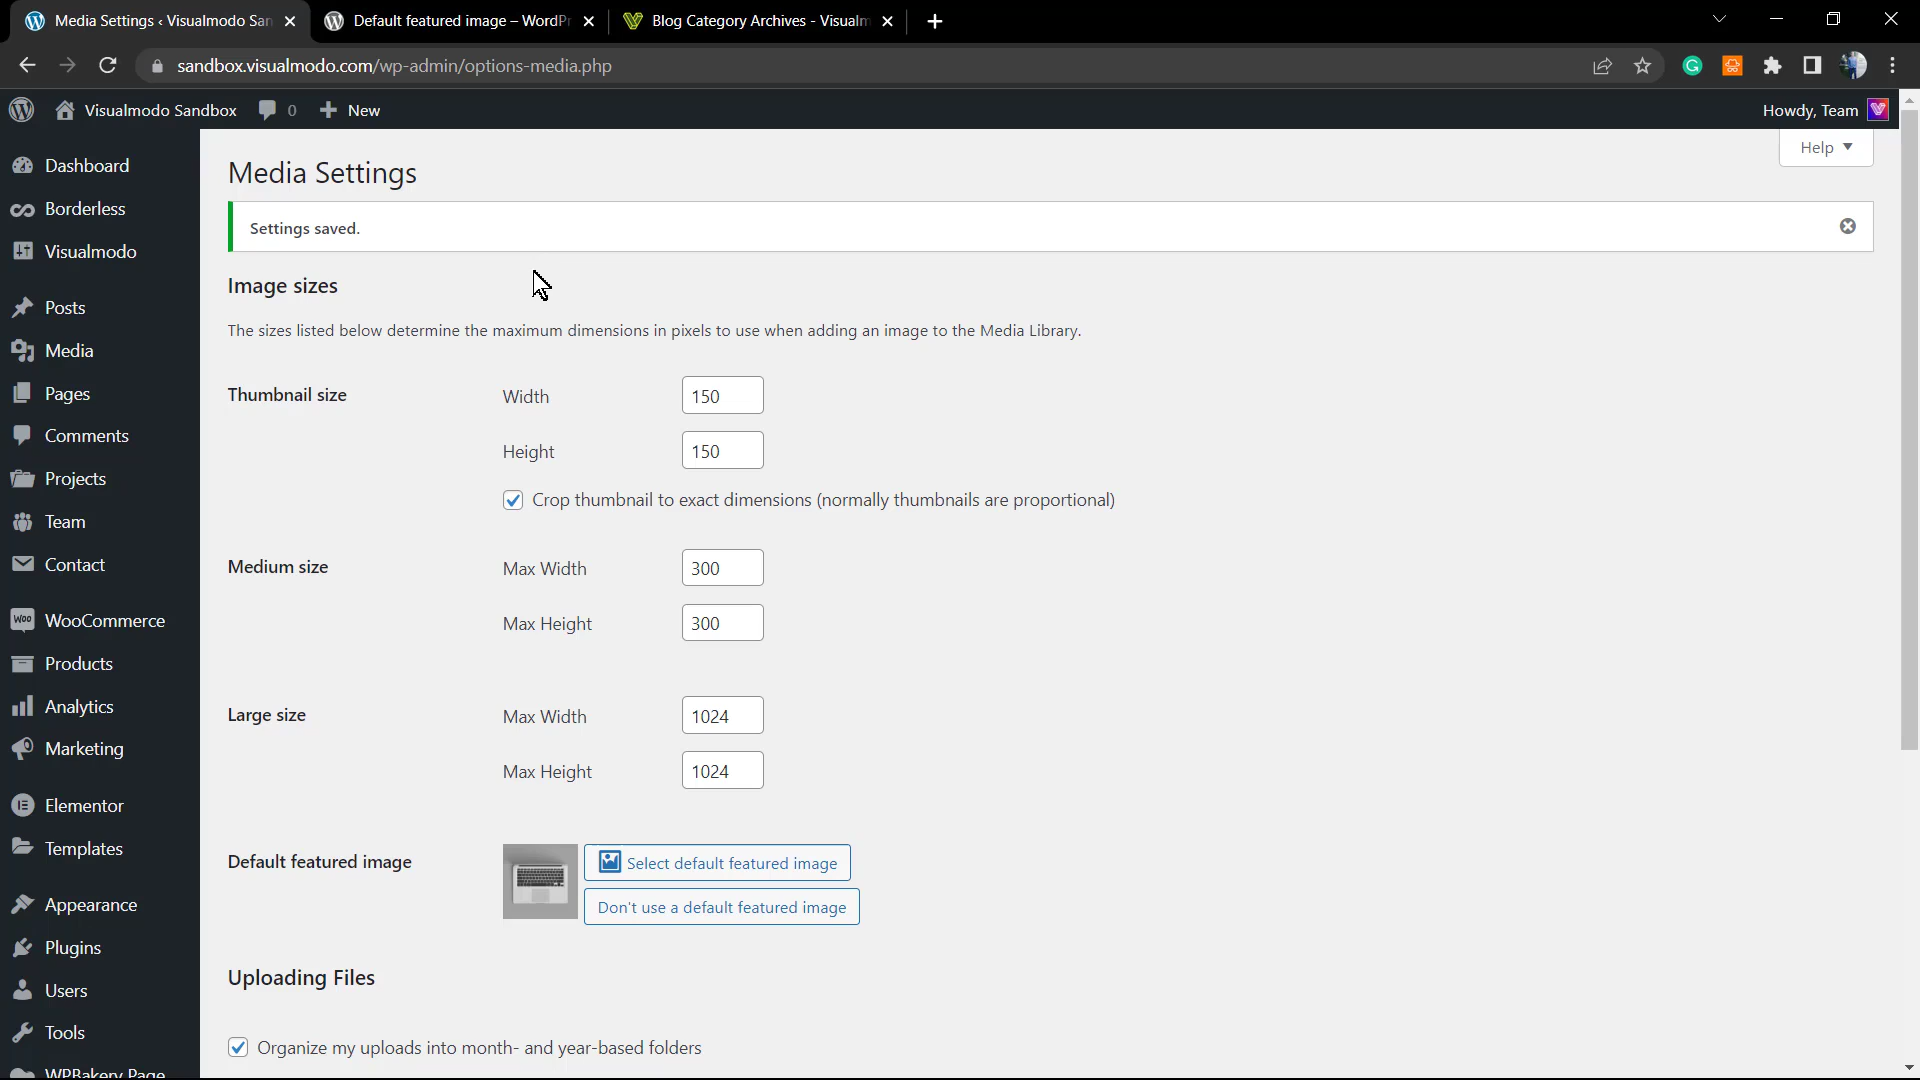 Media Settings ‹ Visualmodo San
Default featured image – WordPr
Blog Category Archives - Visualm
sandbox.visualmodo.com/wp-admin/options-media.php
Visualmodo Sandbox
0
New
Howdy, Team
Dashboard
Borderless
Visualmodo
Posts
Media
Pages
Comments
Projects
Team
Contact
WooCommerce
Products
Analytics
Marketing
Elementor
Templates
Appearance
Plugins
Users
Tools
WPBakery Page
Help
Media Settings
Settings saved.
Image sizes
The sizes listed below determine the maximum dimensions in pixels to use when adding an image to the Media Library.
Thumbnail size
Width 150
Height 150
Crop thumbnail to exact dimensions (normally thumbnails are proportional)
Medium size
Max Width 300
Max Height 300
Large size
Max Width 1024
Max Height 1024
Default featured image
Select default featured image
Don't use a default featured image
Uploading Files
Organize my uploads into month- and year-based folders